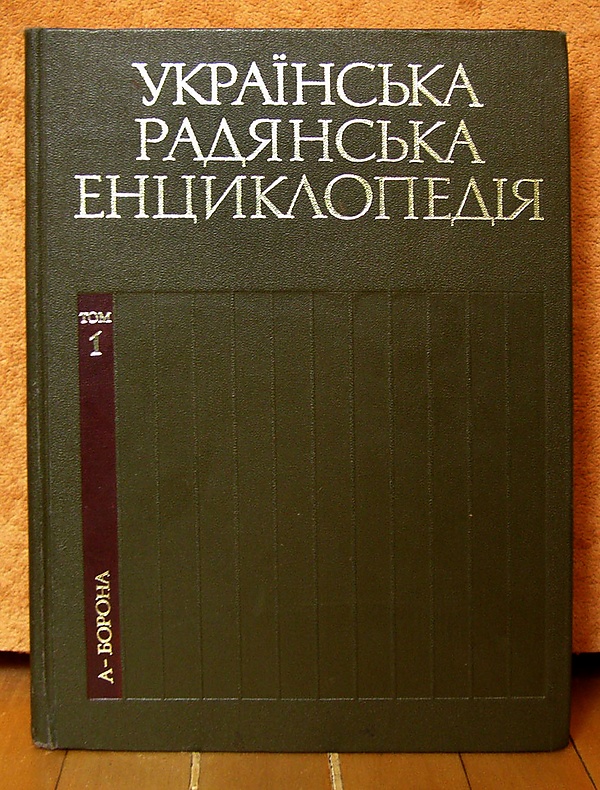 УКРАЇНСЬКА
РАДЯНСЬКА
ЕНЦИКЛОПЕДІЯ
ТОМ
1
А–БОРОНА